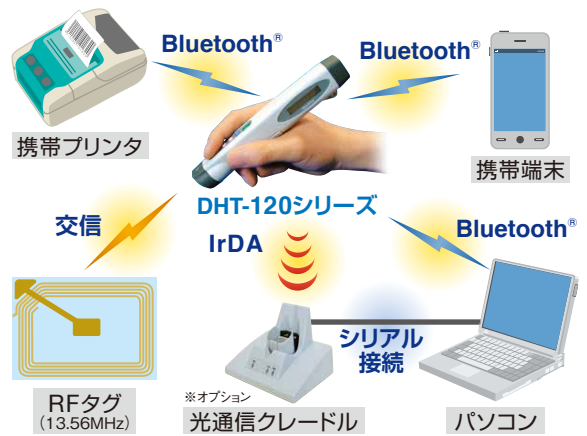 Bluetooth®
Bluetooth®
携帯プリンタ
携帯端末
DHT-120シリーズ
交信
IrDA
Bluetooth®
シリアル
接続
RFタグ
(13.56MHz)
※オプション
光通信クレードル
パソコン